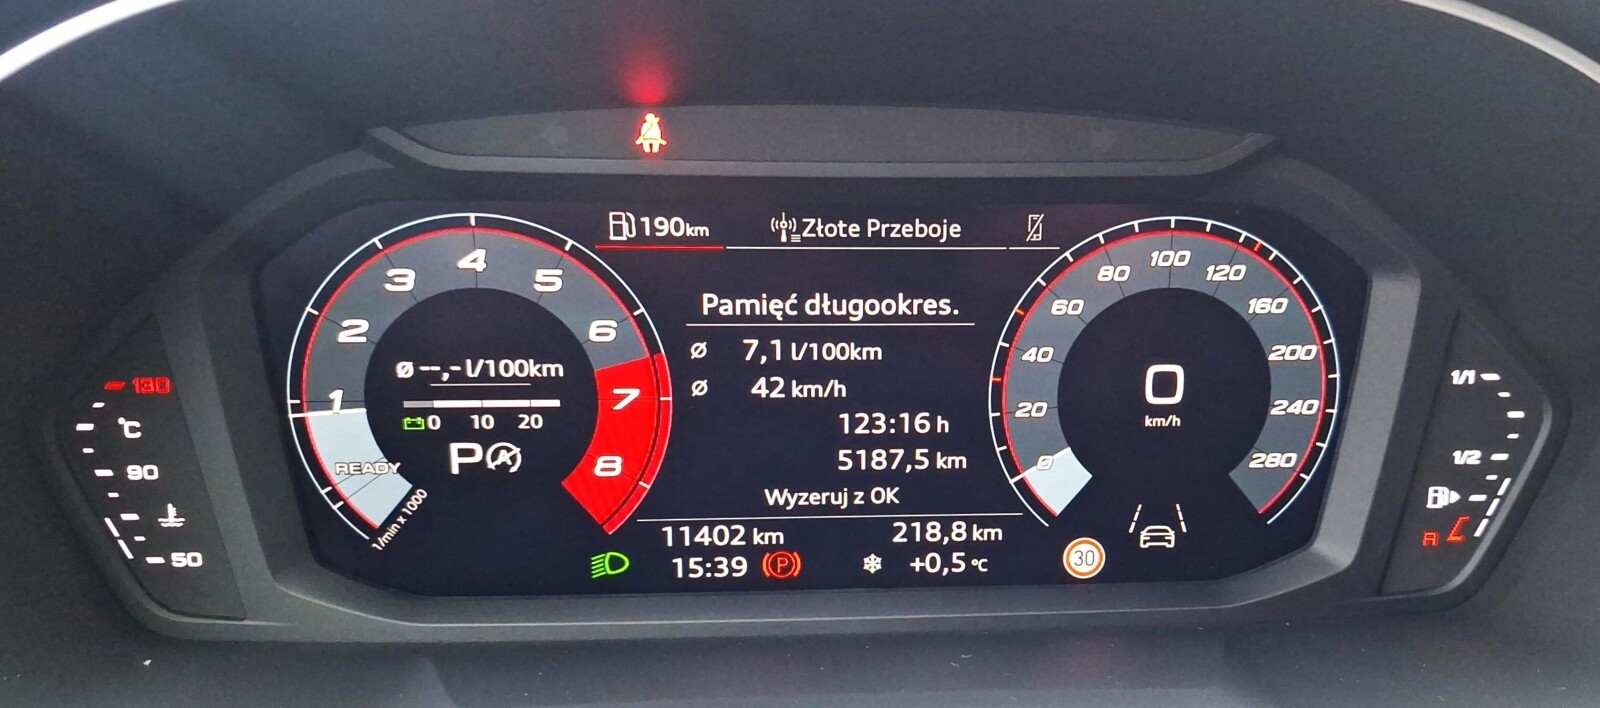 190km
Złote Przeboje
Pamięć długookres.
ø 7,1 l/100km
ø 42 km/h
123:16 h
5187,5 km
Wyzeruj z OK
11402 km
218,8 km
15:39
P
+0,5 °C
30
1
2
3
4
5
6
7
8
READY
1/min x 1000
ø --,- l/100km
0 10 20
P
A
0
20
40
60
80
100
120
160
200
240
280
0
km/h
130
°C
90
50
1/1
1/2
R